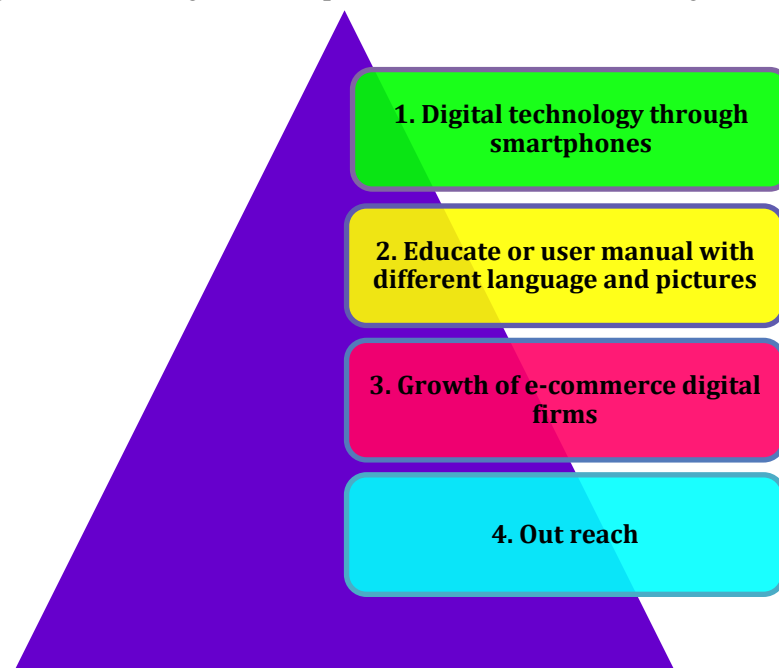 1. Digital technology through
smartphones
2. Educate or user manual with
different language and pictures
3. Growth of e-commerce digital
firms
4. Out reach